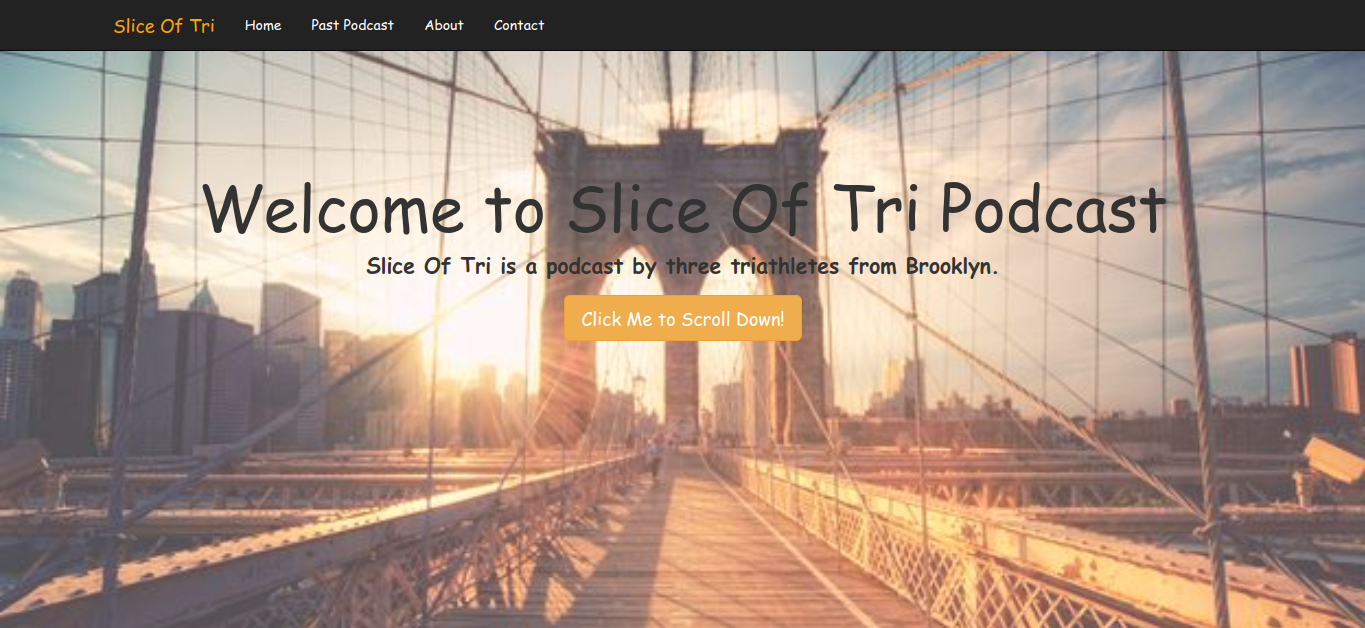 Slice Of Tri Home Past Podcast About Contact
Welcome to Slice Of Tri Podcast
Slice Of Tri is a podcast by three triathletes from Brooklyn.
Click Me to Scroll Down!